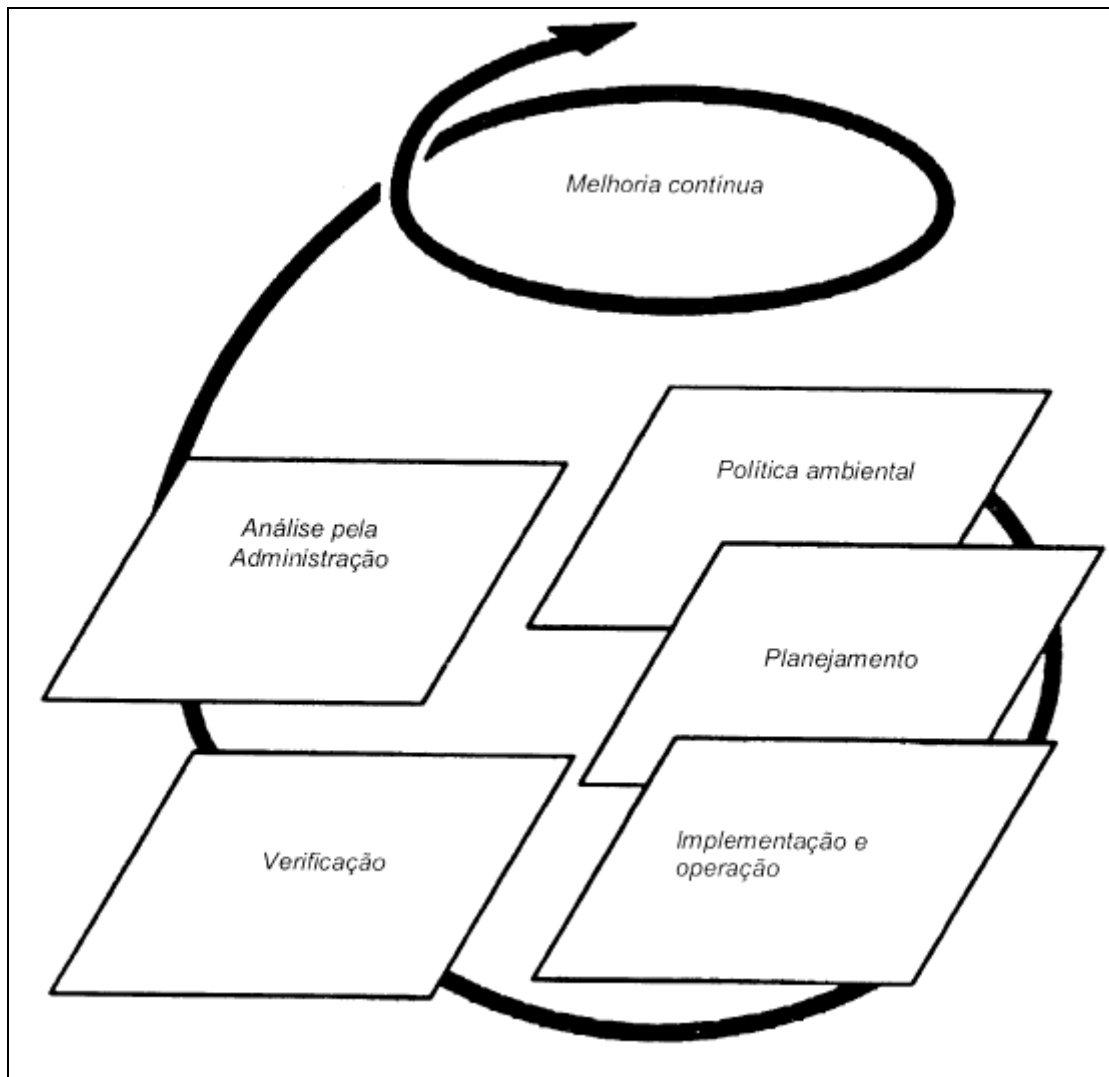 Melhoria contínua
Política ambiental
Análise pela
Administração
Planejamento
Implementação e
operação
Verificação